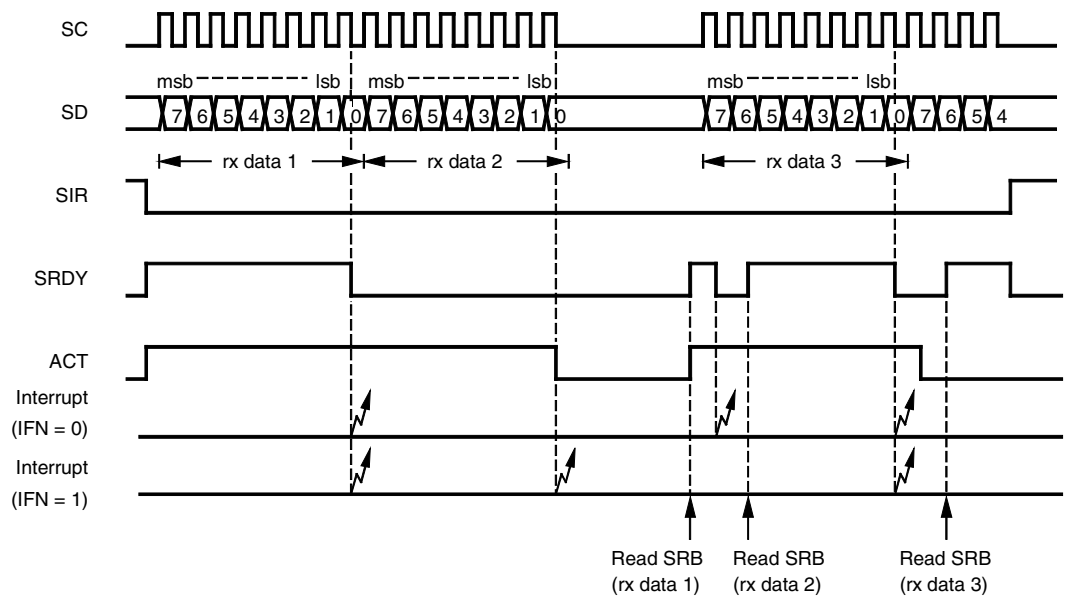 SC
msb lsb msb lsb msb lsb
SD 7 6 5 4 3 2 1 0 7 6 5 4 3 2 1 0 7 6 5 4 3 2 1 0 7 6 5 4
rx data 1 rx data 2 rx data 3
SIR
SRDY
ACT
Interrupt
(IFN = 0)
Interrupt
(IFN = 1)
Read SRB Read SRB Read SRB
(rx data 1) (rx data 2) (rx data 3)